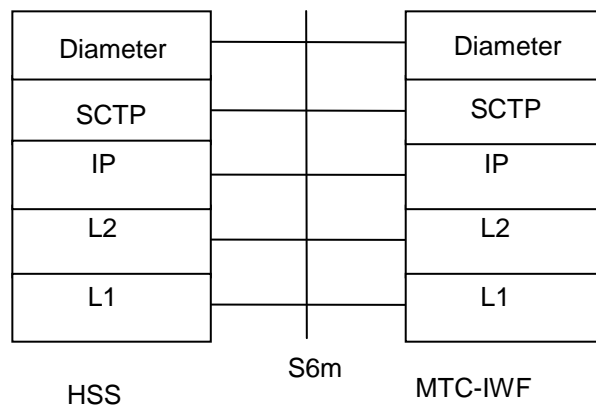 Diameter
Diameter
SCTP
SCTP
IP
IP
L2
L2
L1
L1
S6m
HSS
MTC-IWF